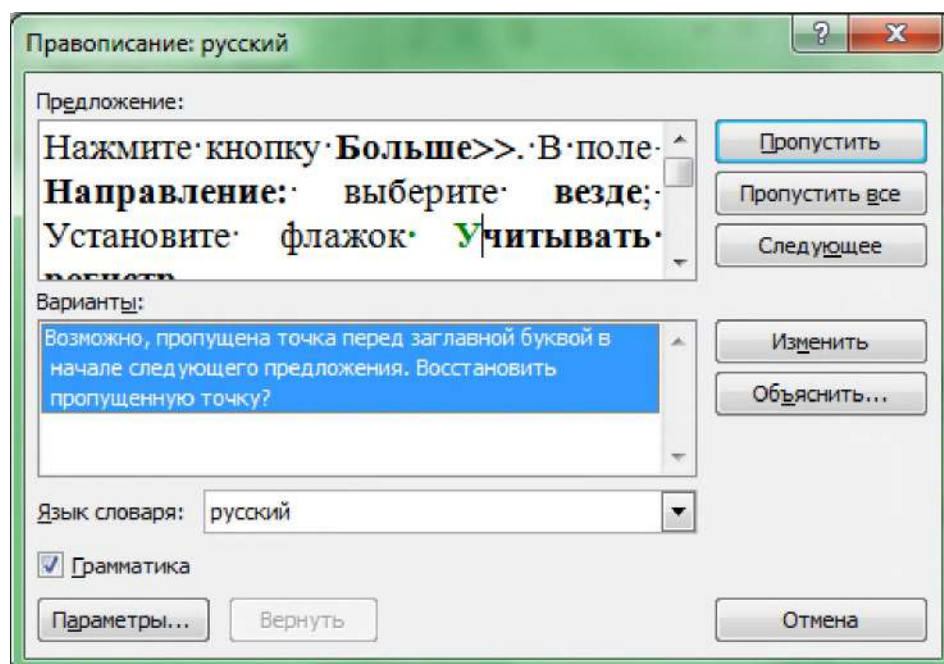 Правописание: русский
Предложение:
Нажмите·кнопку·Больше>>.·В·поле·
Направление:· выберите· везде;·
Установите· флажок· Учитывать·
регистр
Пропустить
Пропустить все
Следующее
Варианты:
Возможно, пропущена точка перед заглавной буквой в
начале следующего предложения. Восстановить
пропущенную точку?
Изменить
Объяснить...
Язык словаря: русский
Грамматика
Параметры... Вернуть Отмена